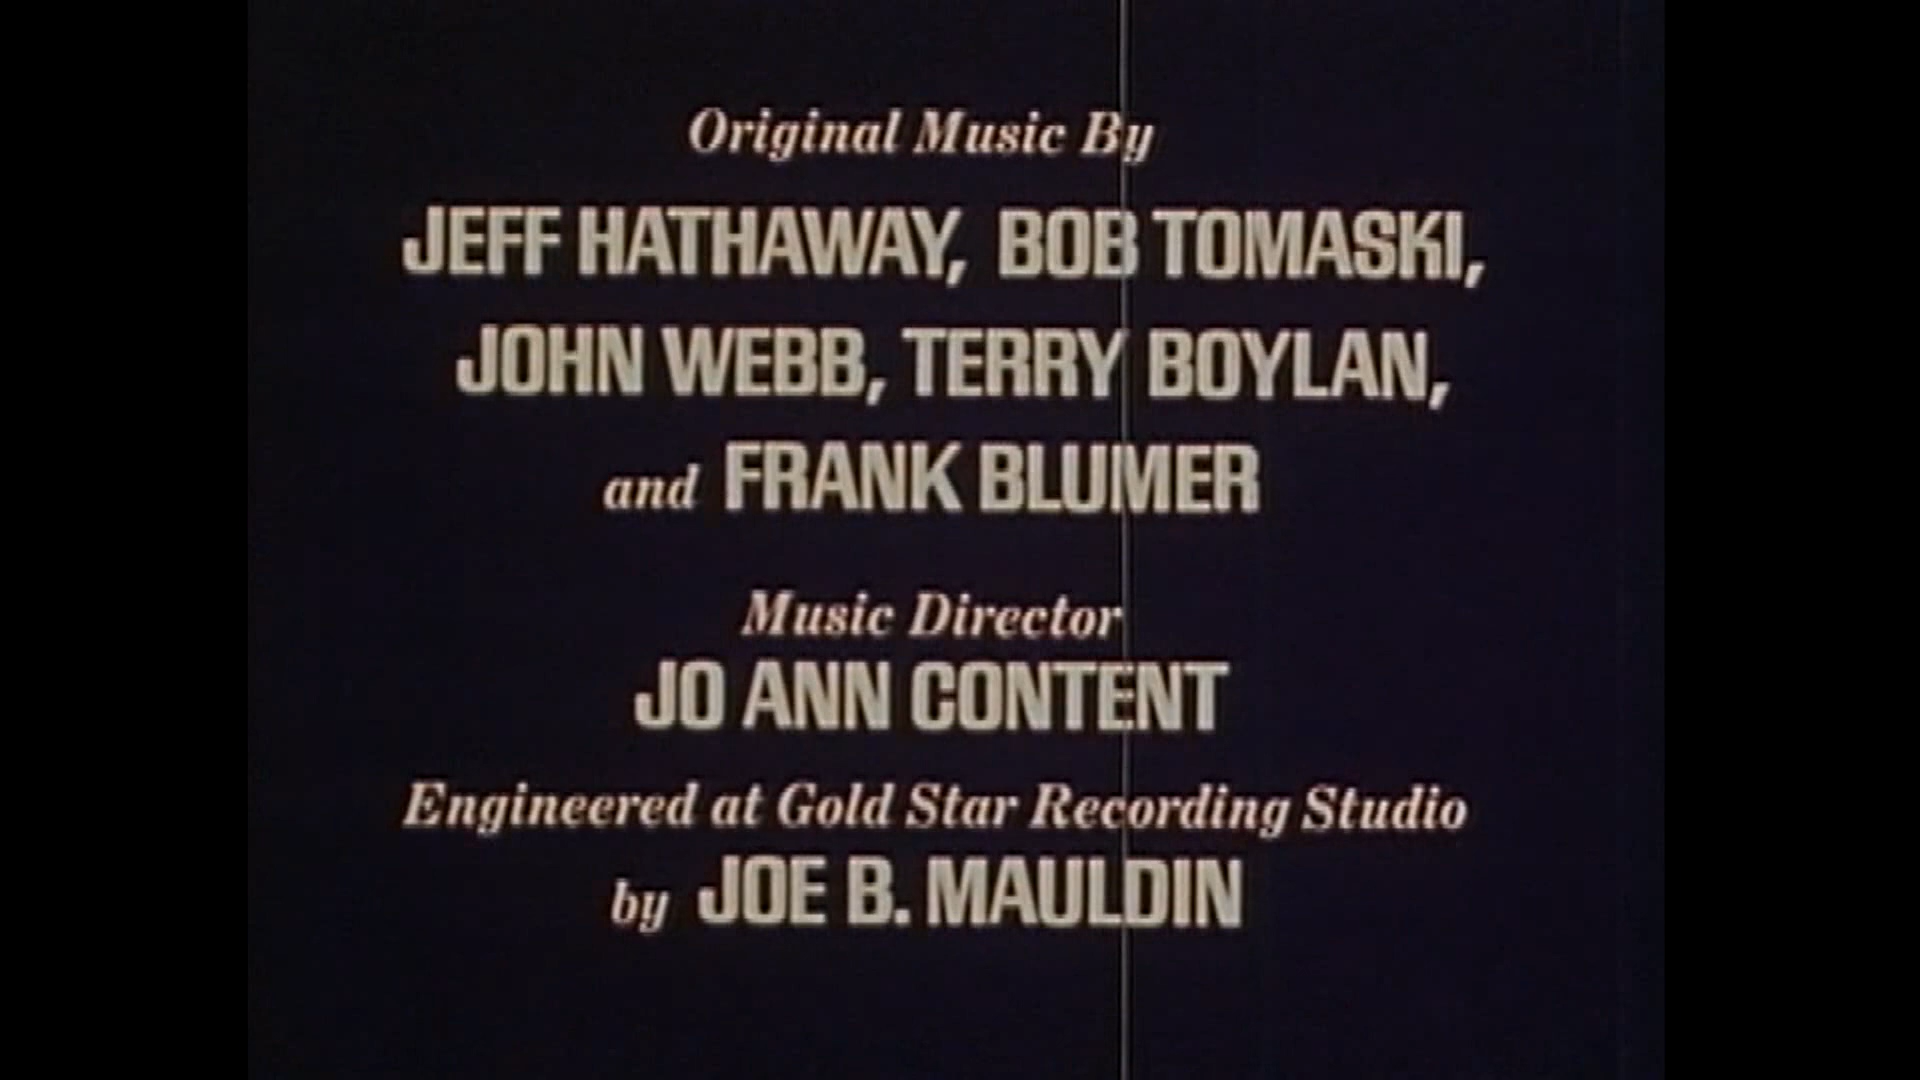 Original Music By
JEFF HATHAWAY, BOB TOMASKI,
JOHN WEBB, TERRY BOYLAN,
and FRANK BLUMER
Music Director
JO ANN CONTENT
Engineered at Gold Star Recording Studio
by JOE B. MAULDIN